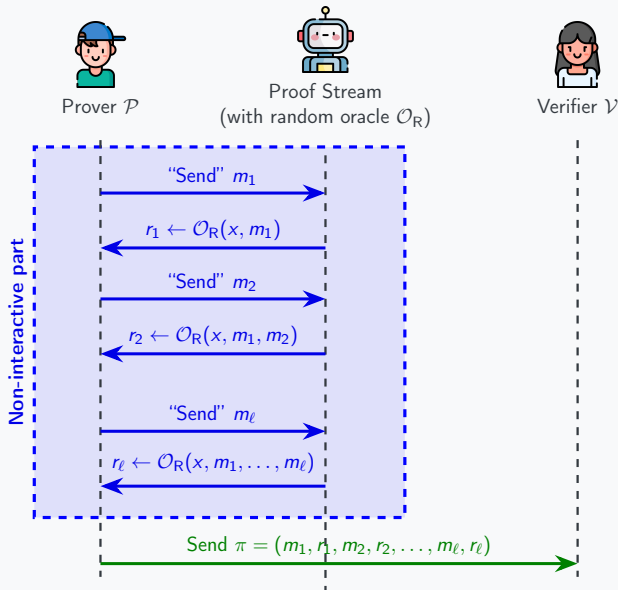 Prover 𝒫
Proof Stream
(with random oracle 𝒪_R)
Verifier 𝒱
Non-interactive part
“Send” m₁
r₁ ← 𝒪_R(x, m₁)
“Send” m₂
r₂ ← 𝒪_R(x, m₁, m₂)
“Send” m_ℓ
r_ℓ ← 𝒪_R(x, m₁, . . . , m_ℓ)
Send π = (m₁, r₁, m₂, r₂, . . . , m_ℓ, r_ℓ)